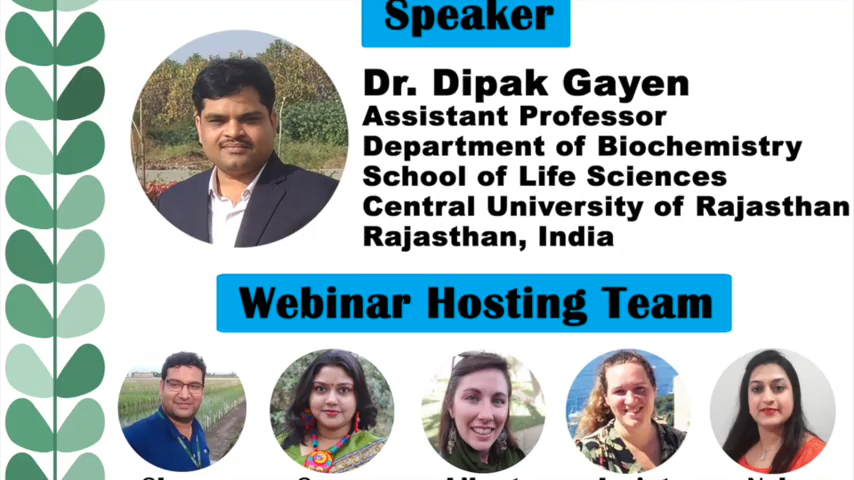 Speaker
Dr. Dipak Gayen
Assistant Professor
Department of Biochemistry
School of Life Sciences
Central University of Rajasthan
Rajasthan, India
Webinar Hosting Team